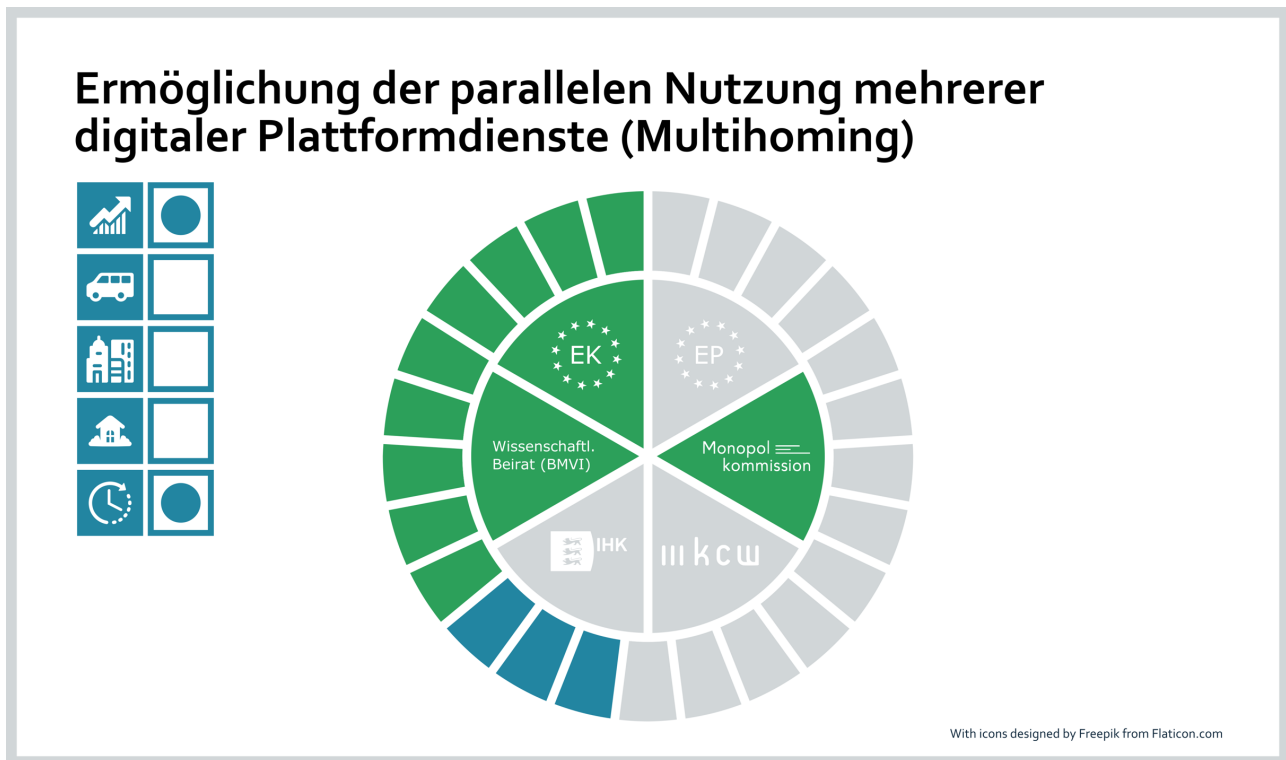 Ermöglichung der parallelen Nutzung mehrerer
digitaler Plattformdienste (Multihoming)
EK
EP
Wissenschaftl.
Beirat (BMVI)
Monopol
kommission
IHK
kcw
With icons designed by Freepik from Flaticon.com